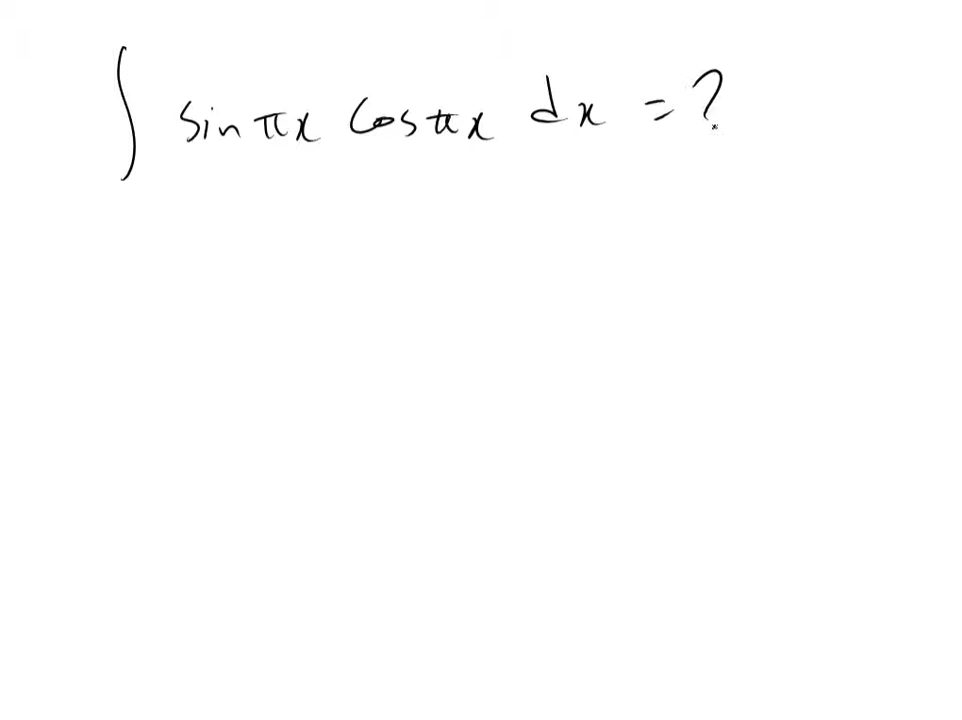 ∫ sin πx cos πx dx = ?